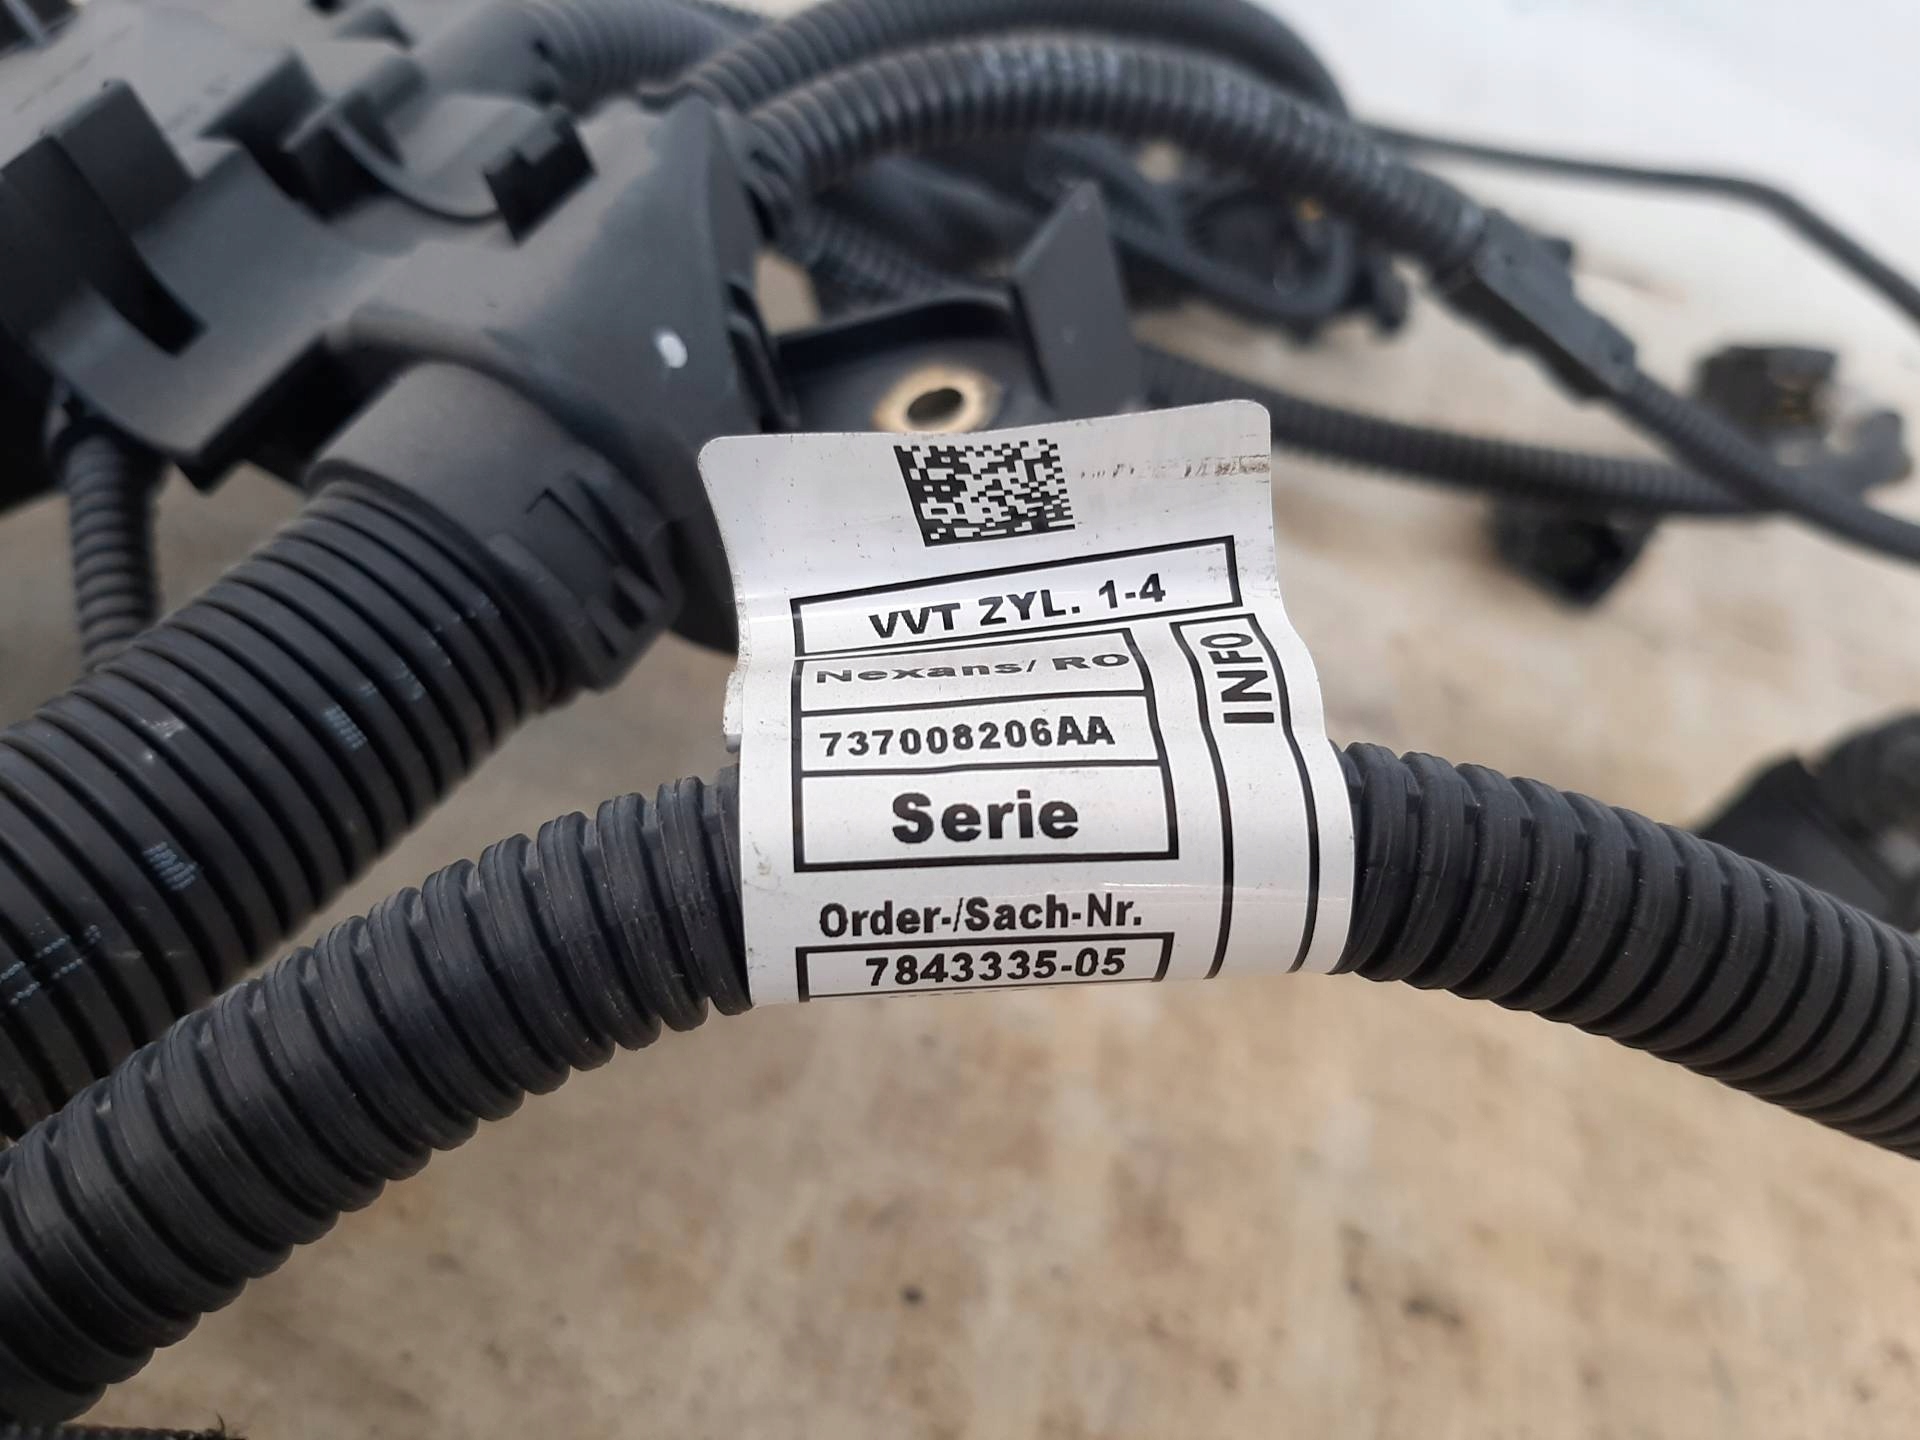 VVT ZYL. 1-4
Nexans/ RO
737008206AA
Serie
INFO
Order-/Sach-Nr.
7843335-05